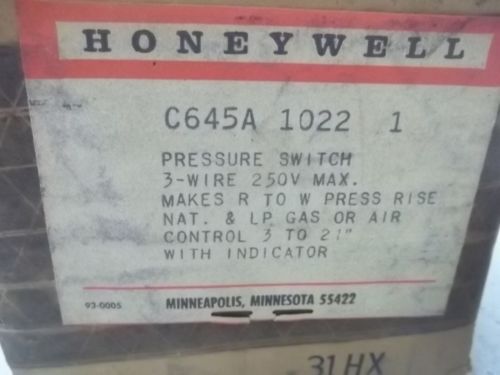 HONEYWELL
C645A 1022 1
PRESSURE SWITCH
3-WIRE 250V MAX.
MAKES R TO W PRESS RISE
NAT. & LP GAS OR AIR
CONTROL 3 TO 21"
WITH INDICATOR
93-0005 MINNEAPOLIS, MINNESOTA 55422
31HX